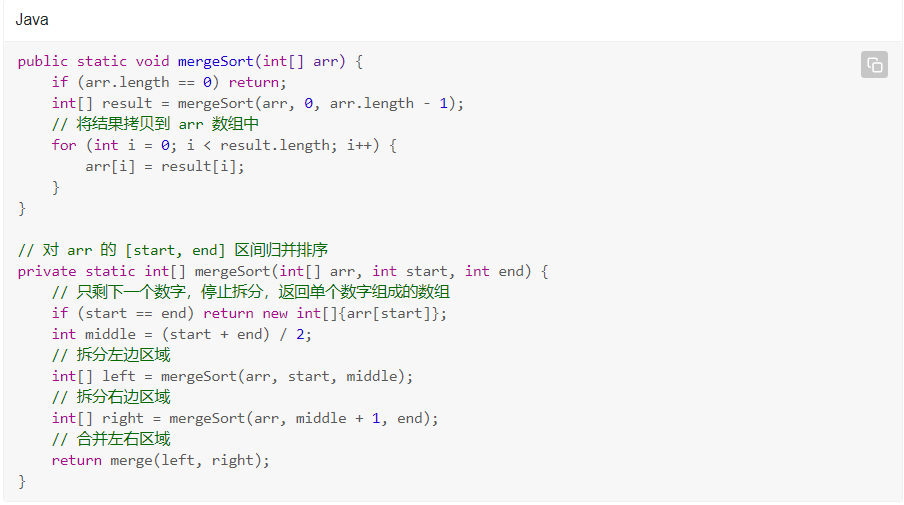 Java
public static void mergeSort(int[] arr) {
    if (arr.length == 0) return;
    int[] result = mergeSort(arr, 0, arr.length - 1);
    // 将结果拷贝到 arr 数组中
    for (int i = 0; i < result.length; i++) {
        arr[i] = result[i];
    }
}

// 对 arr 的 [start, end] 区间归并排序
private static int[] mergeSort(int[] arr, int start, int end) {
    // 只剩下一个数字，停止拆分，返回单个数字组成的数组
    if (start == end) return new int[]{arr[start]};
    int middle = (start + end) / 2;
    // 拆分左边区域
    int[] left = mergeSort(arr, start, middle);
    // 拆分右边区域
    int[] right = mergeSort(arr, middle + 1, end);
    // 合并左右区域
    return merge(left, right);
}